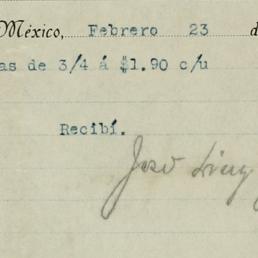 México, Febrero 23 d
as de 3/4 á $1.90 c/u
Recibí.